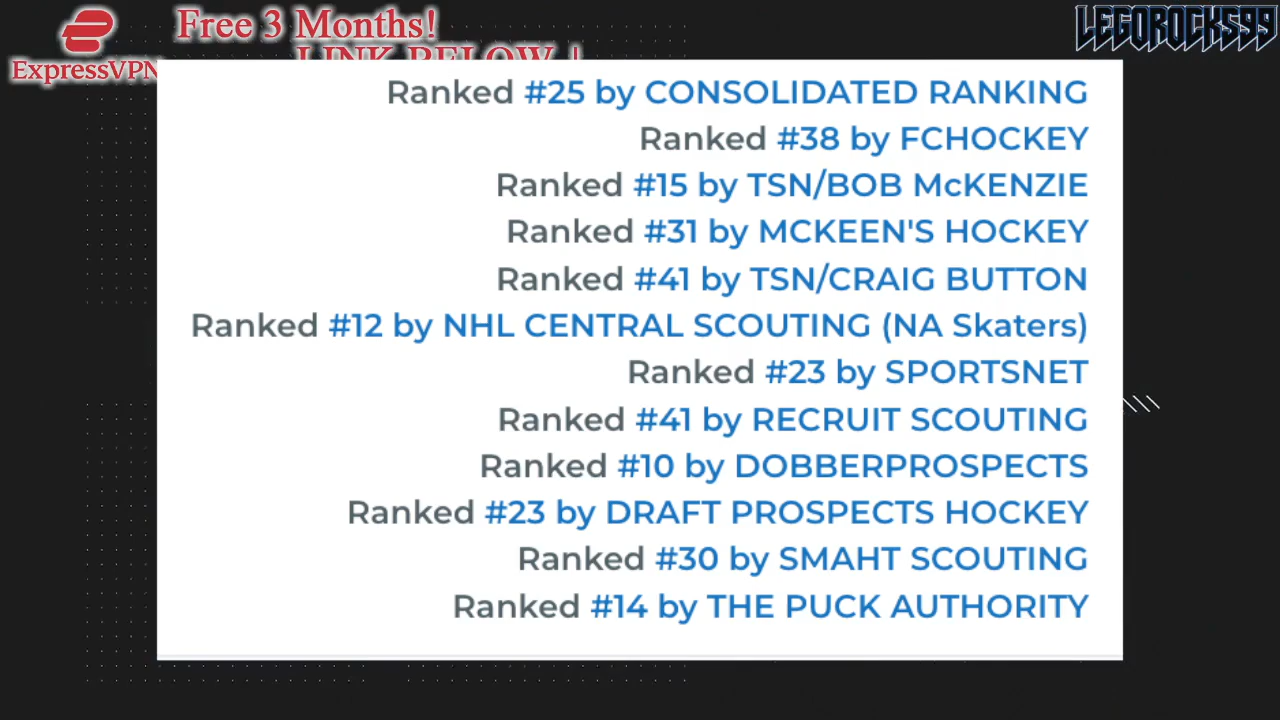 Free 3 Months!
LINK BELOW
ExpressVPN
LEGOROCKS99
Ranked #25 by CONSOLIDATED RANKING
Ranked #38 by FCHOCKEY
Ranked #15 by TSN/BOB McKENZIE
Ranked #31 by MCKEEN'S HOCKEY
Ranked #41 by TSN/CRAIG BUTTON
Ranked #12 by NHL CENTRAL SCOUTING (NA Skaters)
Ranked #23 by SPORTSNET
Ranked #41 by RECRUIT SCOUTING
Ranked #10 by DOBBERPROSPECTS
Ranked #23 by DRAFT PROSPECTS HOCKEY
Ranked #30 by SMAHT SCOUTING
Ranked #14 by THE PUCK AUTHORITY